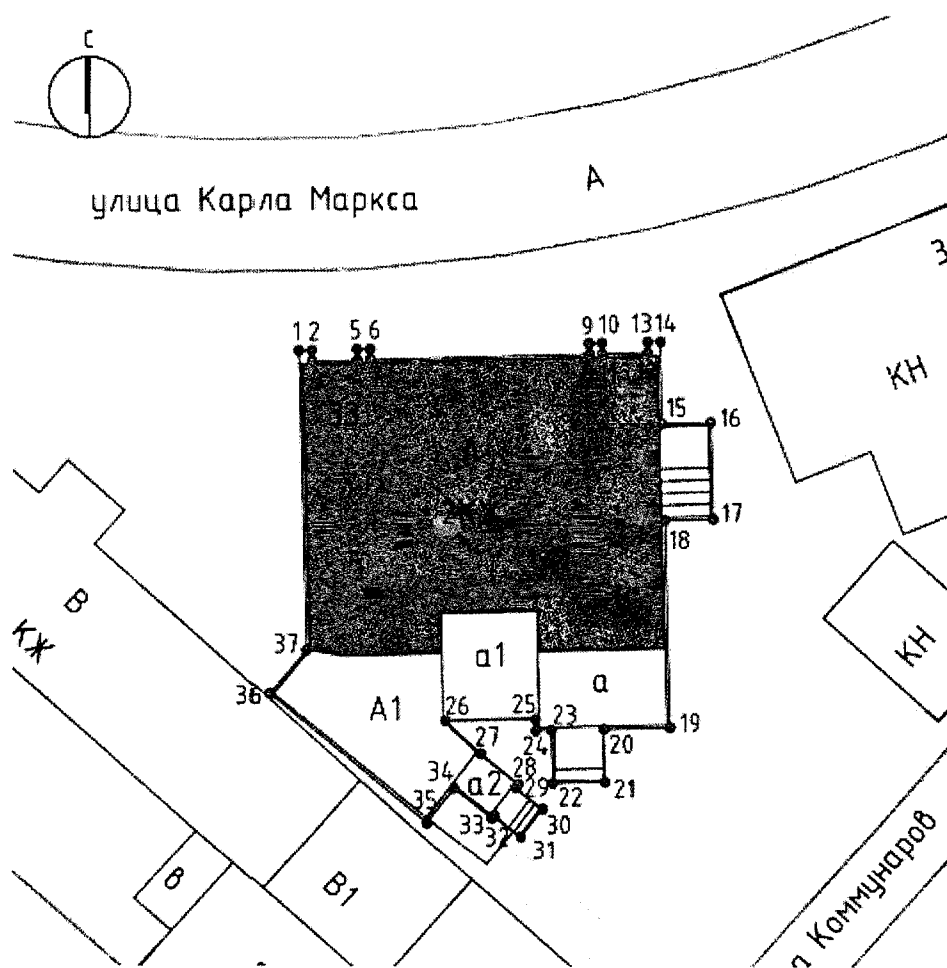 С
улица Карла Маркса
А
З
КН
1 2 5 6 9 10 13 14
15 16
17
18
В
КЖ
КН
37
36
А1
а1
а
26 25 23 20 19
24
27
28
34 а2 29 22 21
35 33 32 30
31
в
В1
Коммунаров